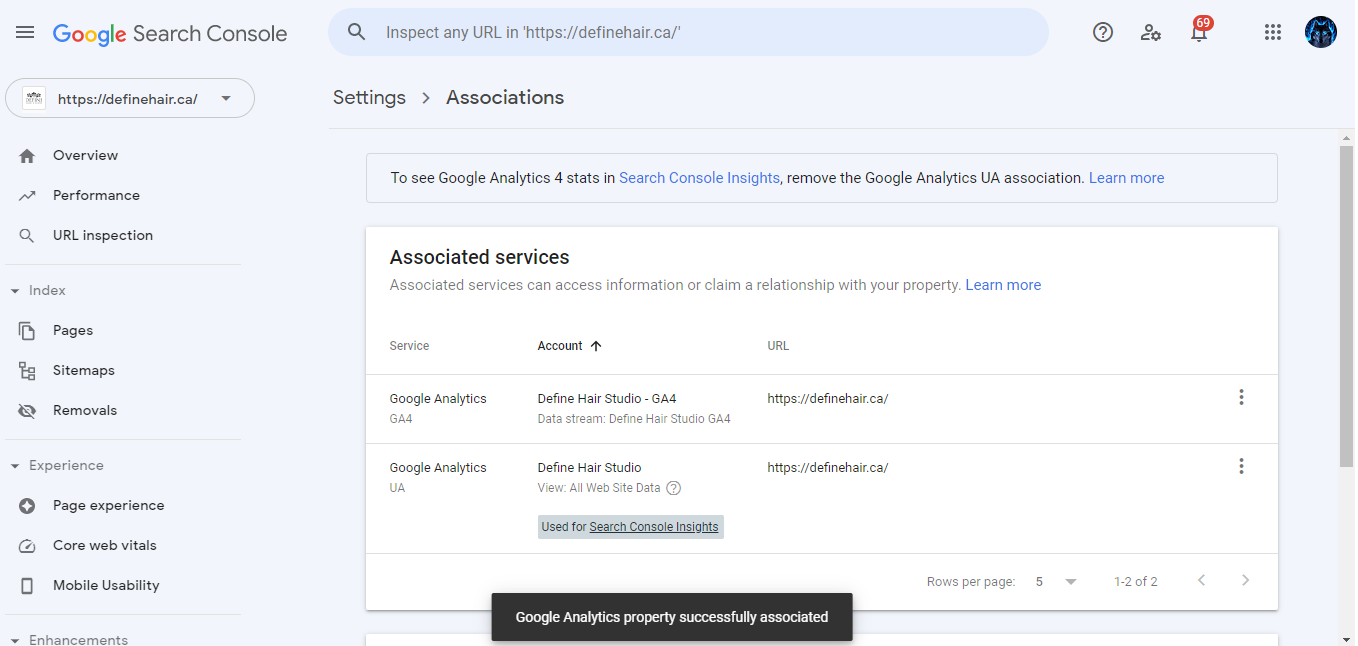 Google Search Console
Inspect any URL in 'https://definehair.ca/'
69
https://definehair.ca/
Settings > Associations
Overview
Performance
URL inspection
Index
Pages
Sitemaps
Removals
Experience
Page experience
Core web vitals
Mobile Usability
Enhancements
To see Google Analytics 4 stats in Search Console Insights, remove the Google Analytics UA association. Learn more
Associated services
Associated services can access information or claim a relationship with your property. Learn more
Service Account URL
Google Analytics Define Hair Studio - GA4 https://definehair.ca/
GA4 Data stream: Define Hair Studio GA4
Google Analytics Define Hair Studio https://definehair.ca/
UA View: All Web Site Data
Used for Search Console Insights
Rows per page: 5 1-2 of 2
Google Analytics property successfully associated